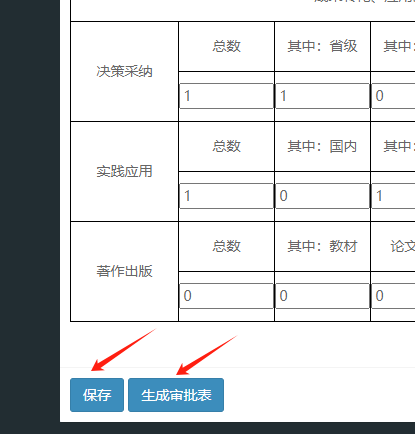 决策采纳
总数 其中：省级 其中：
1 1 0
实践应用
总数 其中：国内 其中：
1 0 1
著作出版
总数 其中：教材 论文
0 0 0
保存 生成审批表